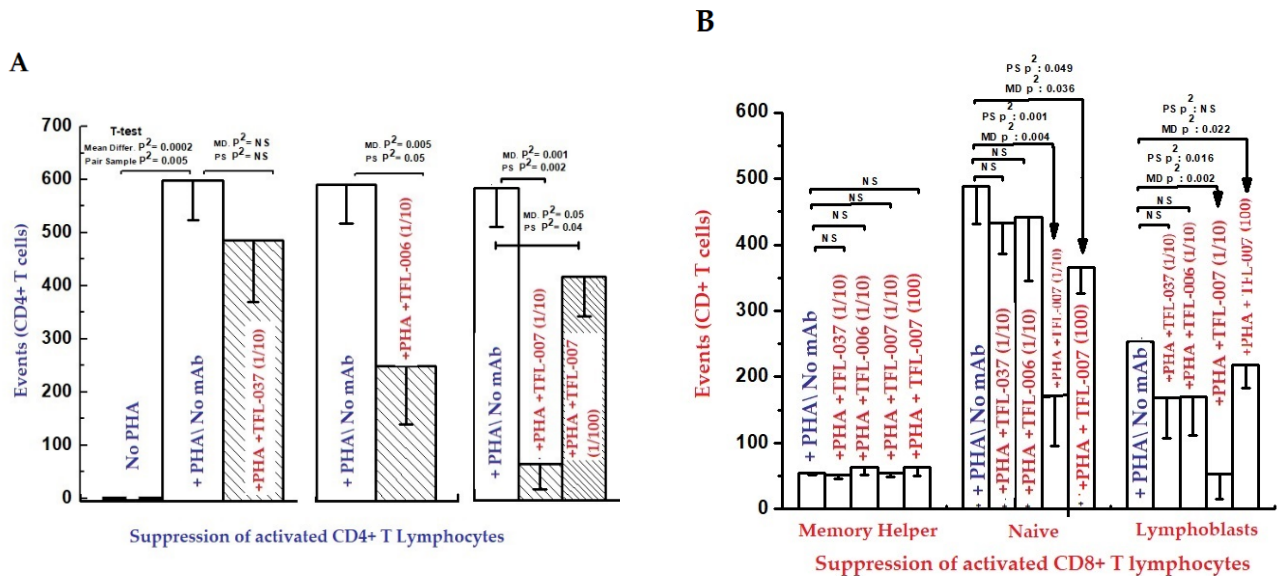 A
700
600
500
400
300
200
100
0
Events (CD4+ T cells)
T-test
Mean Differ. P2= 0.0002
Pair Sample P2= 0.005
MD. P2= NS
PS P2= NS
MD. P2= 0.005
PS P2= 0.05
MD. P2= 0.001
PS P2= 0.002
MD. P2= 0.05
PS P2= 0.04
No PHA
+ PHA\ No mAb
+PHA +TFL-037 (1/10)
+ PHA\ No mAb
+PHA +TFL-006 (1/10)
+ PHA\ No mAb
+PHA +TFL-007 (1/10)
+PHA +TFL-007
(1/100)
Suppression of activated CD4+ T Lymphocytes
B
600
500
400
300
200
100
0
Events (CD+ T cells)
NS
NS
NS
NS
+ PHA\ No mAb
+PHA +TFL-037 (1/10)
+PHA +TFL-006 (1/10)
+PHA +TFL-007 (1/10)
+PHA + TFL-007 (100)
Memory Helper
PS p2: 0.049
MD p2: 0.036
PS p2: 0.001
MD p2: 0.004
NS
NS
+ PHA\ No mAb
+PHA +TFL-037 (1/10)
+PHA +TFL-006 (1/10)
+PHA +TFL-007 (1/10)
+PHA + TFL-007 (100)
Naive
PS p2: NS
MD p2: 0.022
PS p2: 0.016
MD p2: 0.002
NS
NS
+ PHA\ No mAb
+PHA +TFL-037 (1/10)
+PHA +TFL-006 (1/10)
+PHA +TFL-007 (1/10)
+PHA + TFL-007 (100)
Lymphoblasts
Suppression of activated CD8+ T lymphocytes